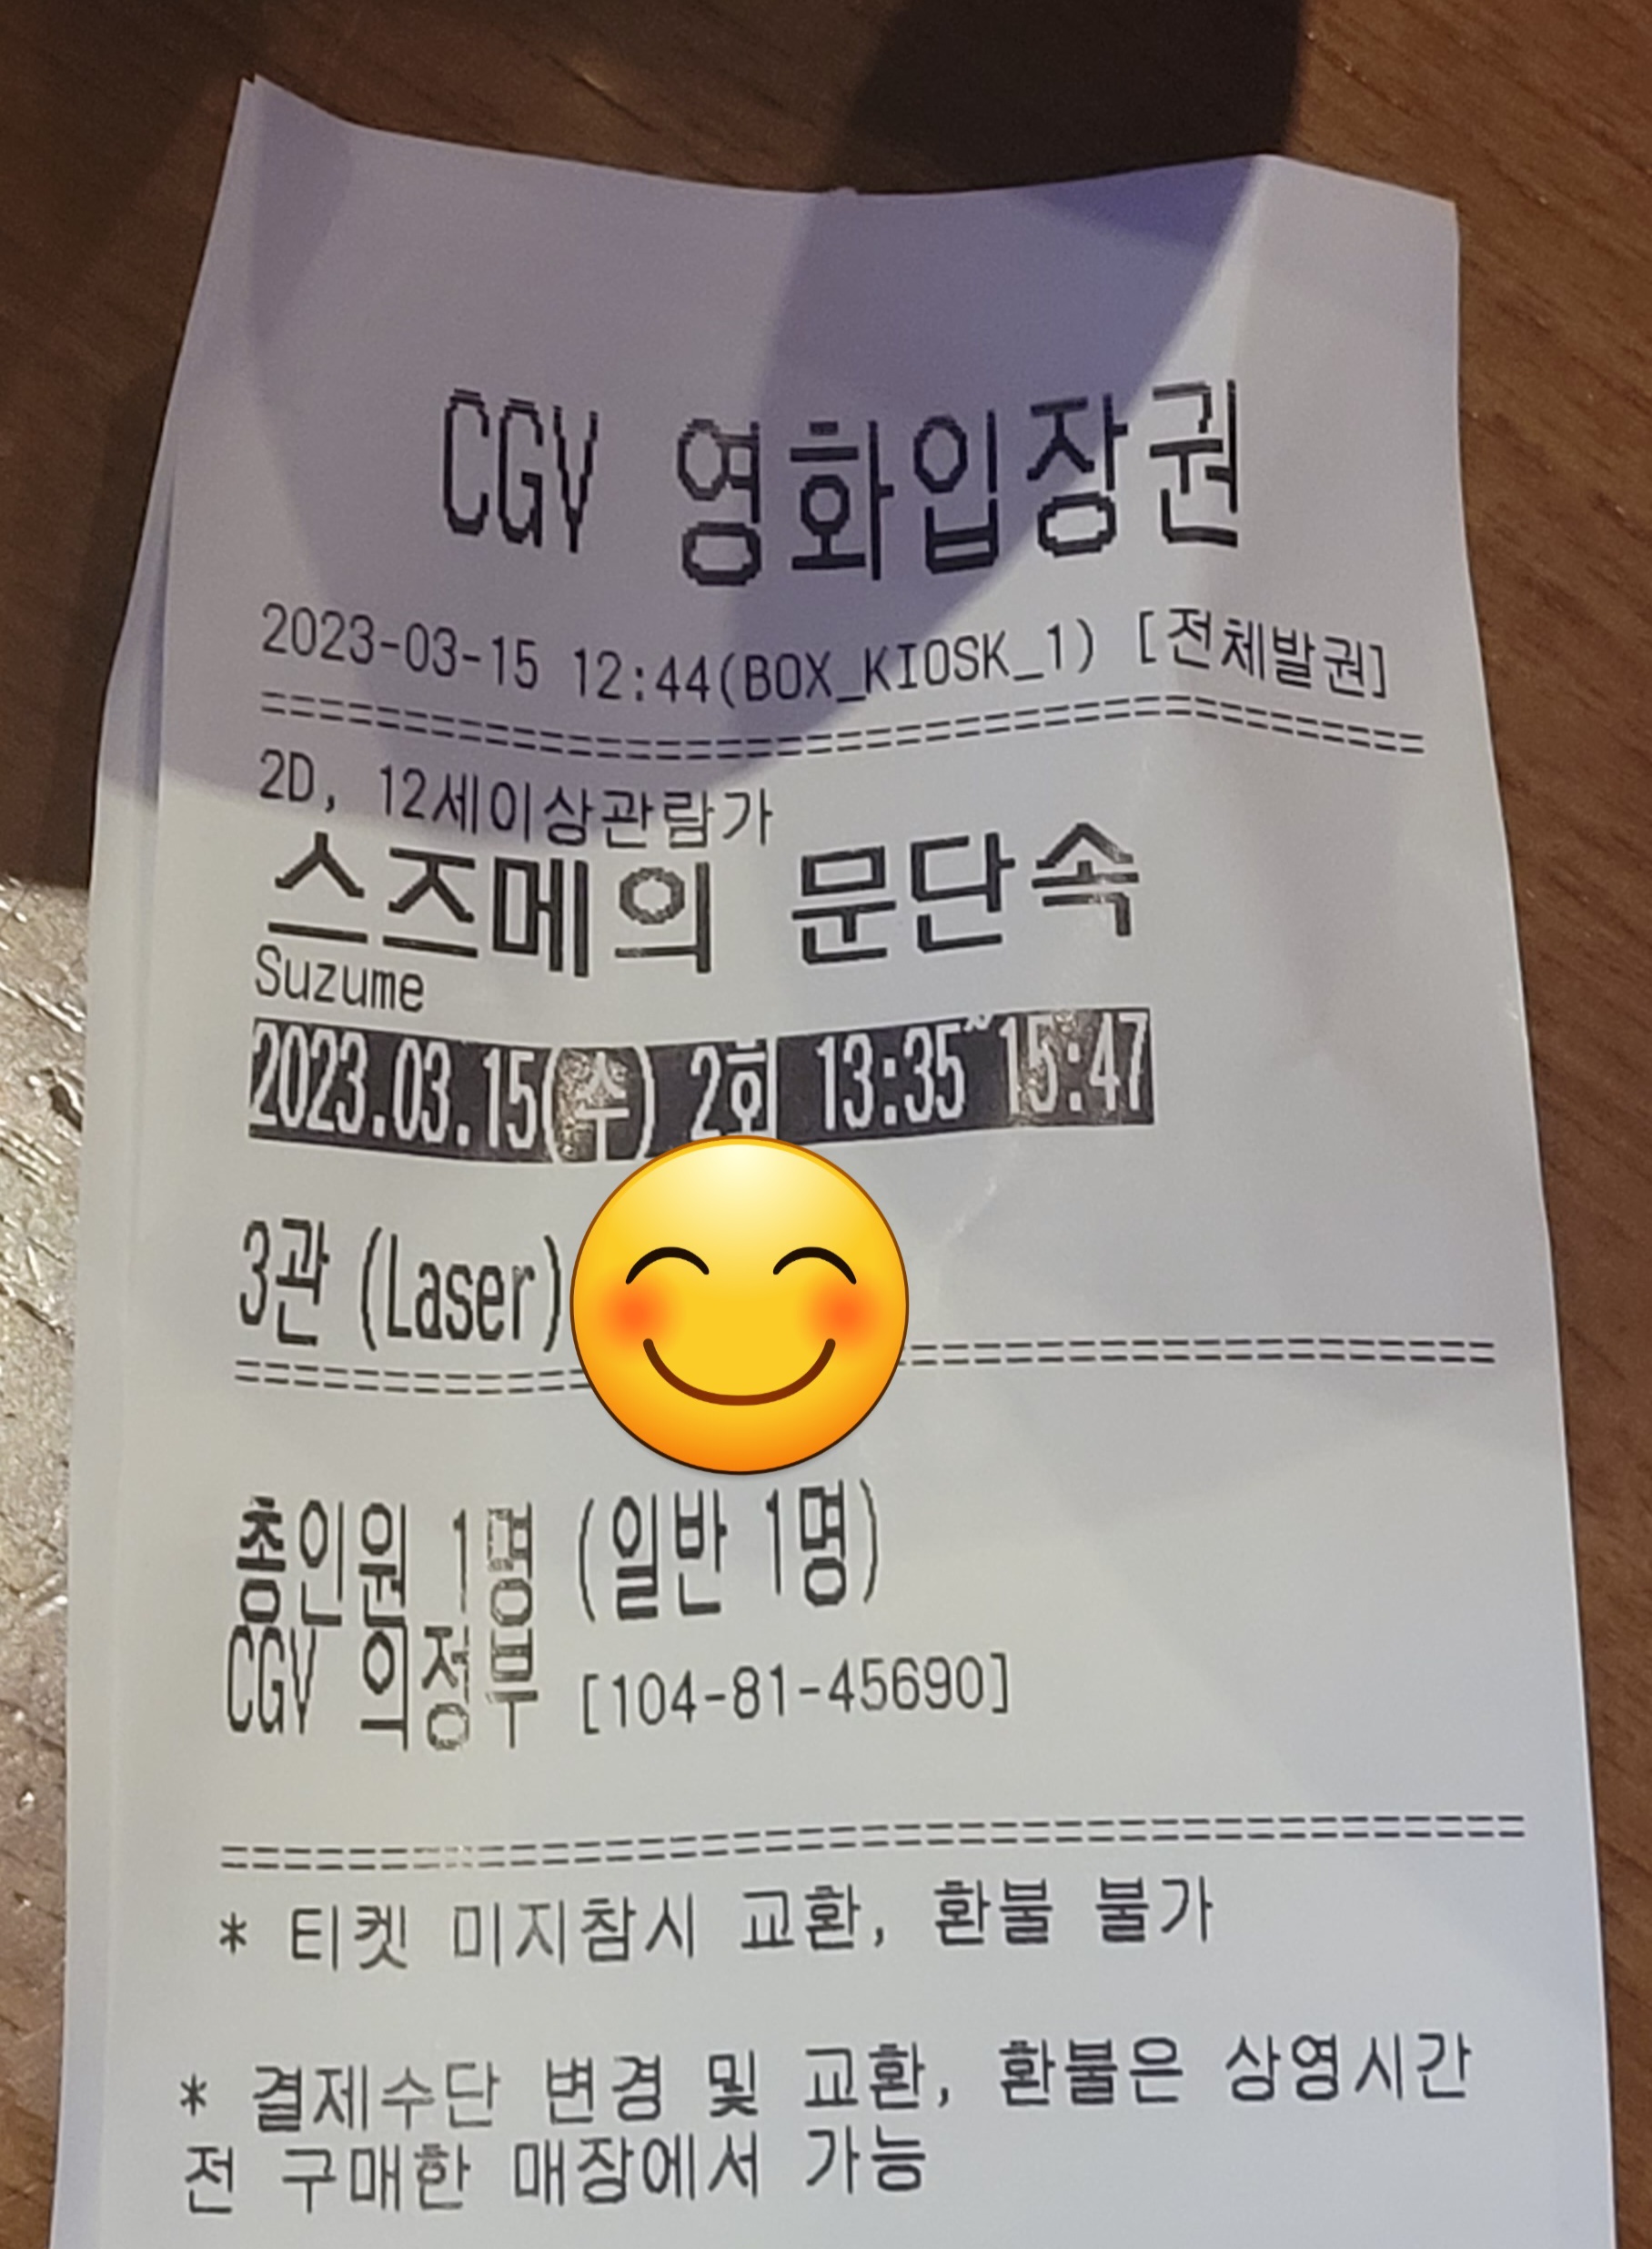 CGV 영화입장권
2023-03-15 12:44(BOX_KIOSK_1) [전체발권]
========================================
2D, 12세이상관람가
스즈메의 문단속
Suzume
2023.03.15(수) 2회 13:35~15:47
3관 (Laser)
========================================
총인원 1명 (일반 1명)
CGV 의정부 [104-81-45690]
========================================
* 티켓 미지참시 교환, 환불 불가
* 결제수단 변경 및 교환, 환불은 상영시간
전 구매한 매장에서 가능